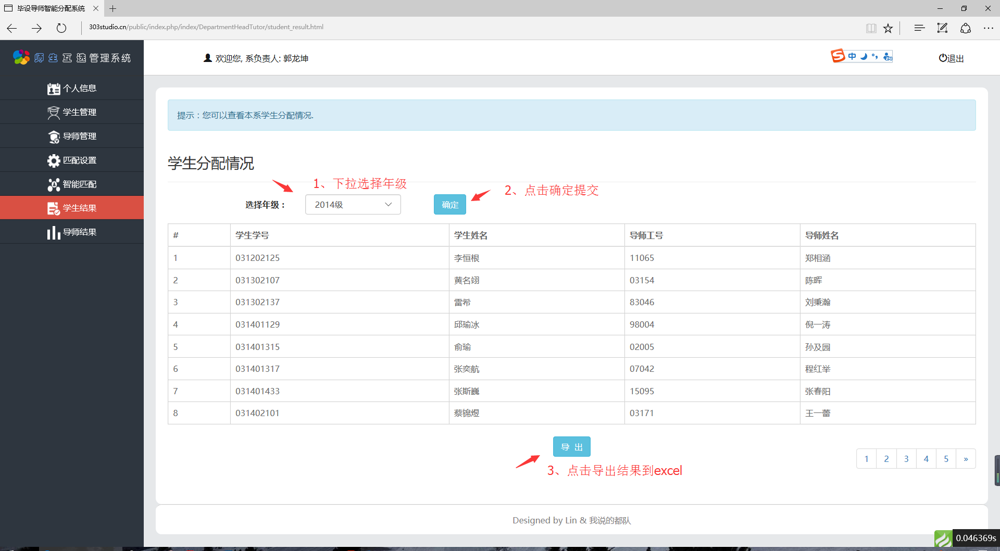 毕设导师智能分配系统
303studio.cn/public/index.php/index/DepartmentHeadTutor/student_result.html
师生互选管理系统
欢迎您, 系负责人: 郭龙坤
中
退出
个人信息
学生管理
导师管理
匹配设置
智能匹配
学生结果
导师结果
提示：您可以查看本系学生分配情况.
学生分配情况
1、下拉选择年级
2、点击确定提交
选择年级： 2014级 确定
# 学生学号 学生姓名 导师工号 导师姓名
1 031202125 李恒根 11065 郑相涵
2 031302107 黄名翊 03154 陈晖
3 031302137 雷希 83046 刘秉瀚
4 031401129 邱瑜冰 98004 倪一涛
5 031401315 俞瑜 02005 孙及园
6 031401317 张奕航 07042 程红举
7 031401433 张斯巍 15095 张春阳
8 031402101 蔡锦煜 03171 王一蕾
导 出
1 2 3 4 5 »
3、点击导出结果到excel
Designed by Lin & 我说的都队
0.046369s